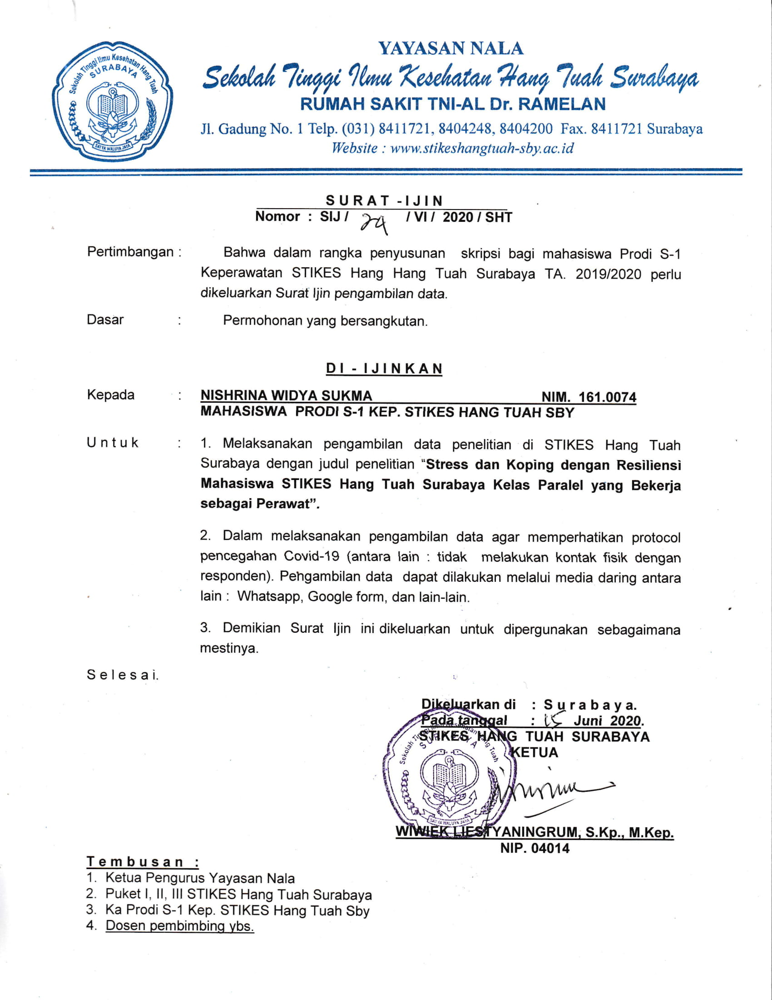 Sekolah Tinggi Ilmu Kesehatan Hang Tuah
SURABAYA
SATYA WALUYA JAYA
YAYASAN NALA
Sekolah Tinggi Ilmu Kesehatan Hang Tuah Surabaya
RUMAH SAKIT TNI-AL Dr. RAMELAN
Jl. Gadung No. 1 Telp. (031) 8411721, 8404248, 8404200 Fax. 8411721 Surabaya
Website : www.stikeshangtuah-sby.ac.id
S U R A T - I J I N
Nomor : SIJ / / VI / 2020 / SHT
Pertimbangan : Bahwa dalam rangka penyusunan skripsi bagi mahasiswa Prodi S-1
Keperawatan STIKES Hang Hang Tuah Surabaya TA. 2019/2020 perlu
dikeluarkan Surat Ijin pengambilan data.
Dasar : Permohonan yang bersangkutan.
D I - I J I N K A N
Kepada : NISHRINA WIDYA SUKMA NIM. 161.0074
MAHASISWA PRODI S-1 KEP. STIKES HANG TUAH SBY
U n t u k : 1. Melaksanakan pengambilan data penelitian di STIKES Hang Tuah
Surabaya dengan judul penelitian “Stress dan Koping dengan Resiliensi
Mahasiswa STIKES Hang Tuah Surabaya Kelas Paralel yang Bekerja
sebagai Perawat”.
2. Dalam melaksanakan pengambilan data agar memperhatikan protocol
pencegahan Covid-19 (antara lain : tidak melakukan kontak fisik dengan
responden). Pengambilan data dapat dilakukan melalui media daring antara
lain : Whatsapp, Google form, dan lain-lain.
3. Demikian Surat Ijin ini dikeluarkan untuk dipergunakan sebagaimana
mestinya.
S e l e s a i.
Dikeluarkan di : S u r a b a y a.
Pada tanggal : 15 Juni 2020.
STIKES HANG TUAH SURABAYA
KETUA
Sekolah Tinggi Ilmu Kesehatan Hang Tuah
SURABAYA
SATYA WALUYA JAYA
WIWIEK LIESTYANINGRUM, S.Kp., M.Kep.
NIP. 04014
T e m b u s a n :
1. Ketua Pengurus Yayasan Nala
2. Puket I, II, III STIKES Hang Tuah Surabaya
3. Ka Prodi S-1 Kep. STIKES Hang Tuah Sby
4. Dosen pembimbing ybs.